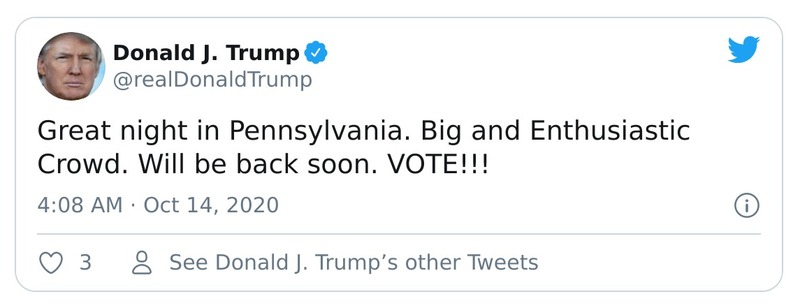 Donald J. Trump
@realDonaldTrump
Great night in Pennsylvania. Big and Enthusiastic
Crowd. Will be back soon. VOTE!!!
4:08 AM · Oct 14, 2020
3 See Donald J. Trump’s other Tweets